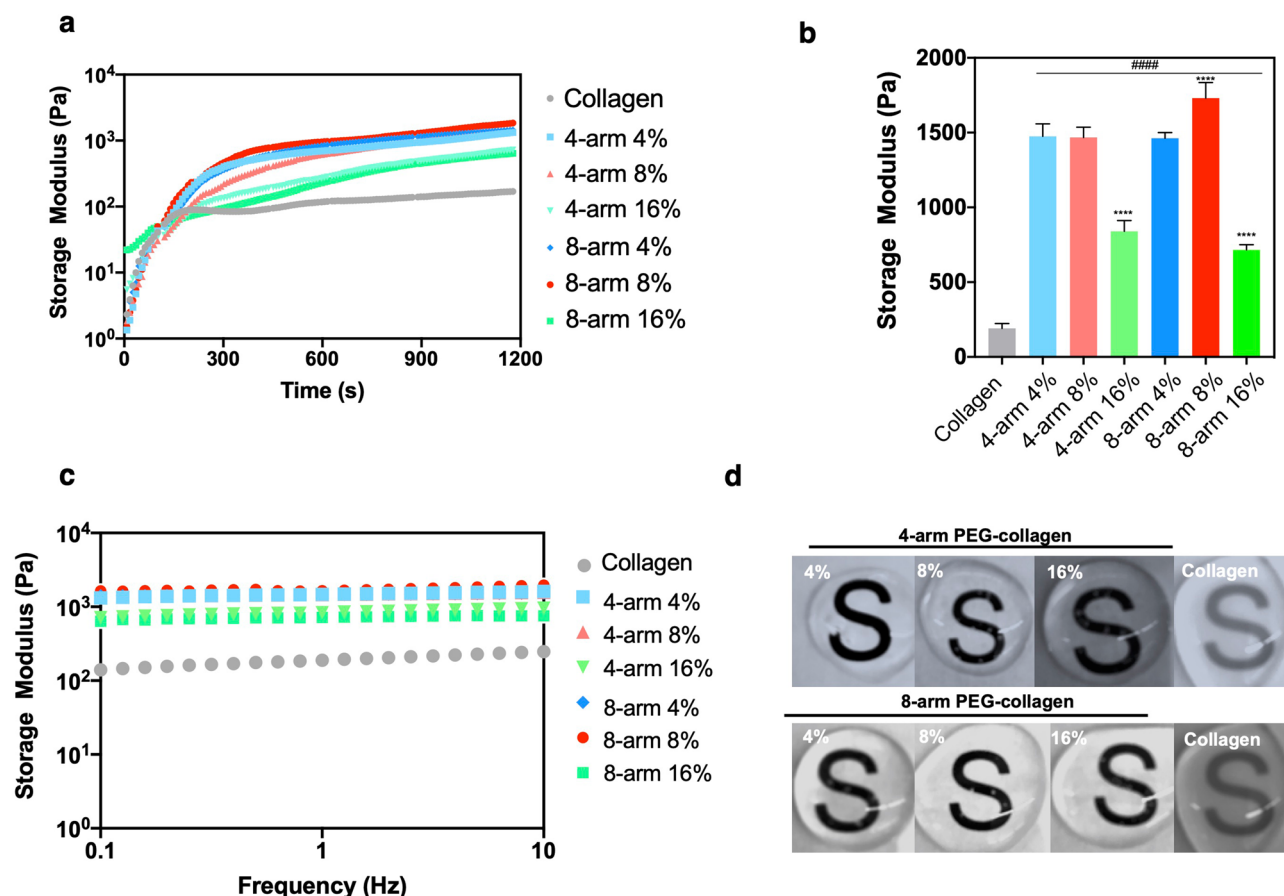 a
Storage Modulus (Pa)
10⁴
10³
10²
10¹
10⁰
0 300 600 900 1200
Time (s)
Collagen
4-arm 4%
4-arm 8%
4-arm 16%
8-arm 4%
8-arm 8%
8-arm 16%
b
Storage Modulus (Pa)
2000
1500
1000
500
0
####
****
****
****
Collagen
4-arm 4%
4-arm 8%
4-arm 16%
8-arm 4%
8-arm 8%
8-arm 16%
c
Storage Modulus (Pa)
10⁴
10³
10²
10¹
10⁰
0.1 1 10
Frequency (Hz)
Collagen
4-arm 4%
4-arm 8%
4-arm 16%
8-arm 4%
8-arm 8%
8-arm 16%
d
4-arm PEG-collagen
4% 8% 16% Collagen
S S S S
8-arm PEG-collagen
4% 8% 16% Collagen
S S S S